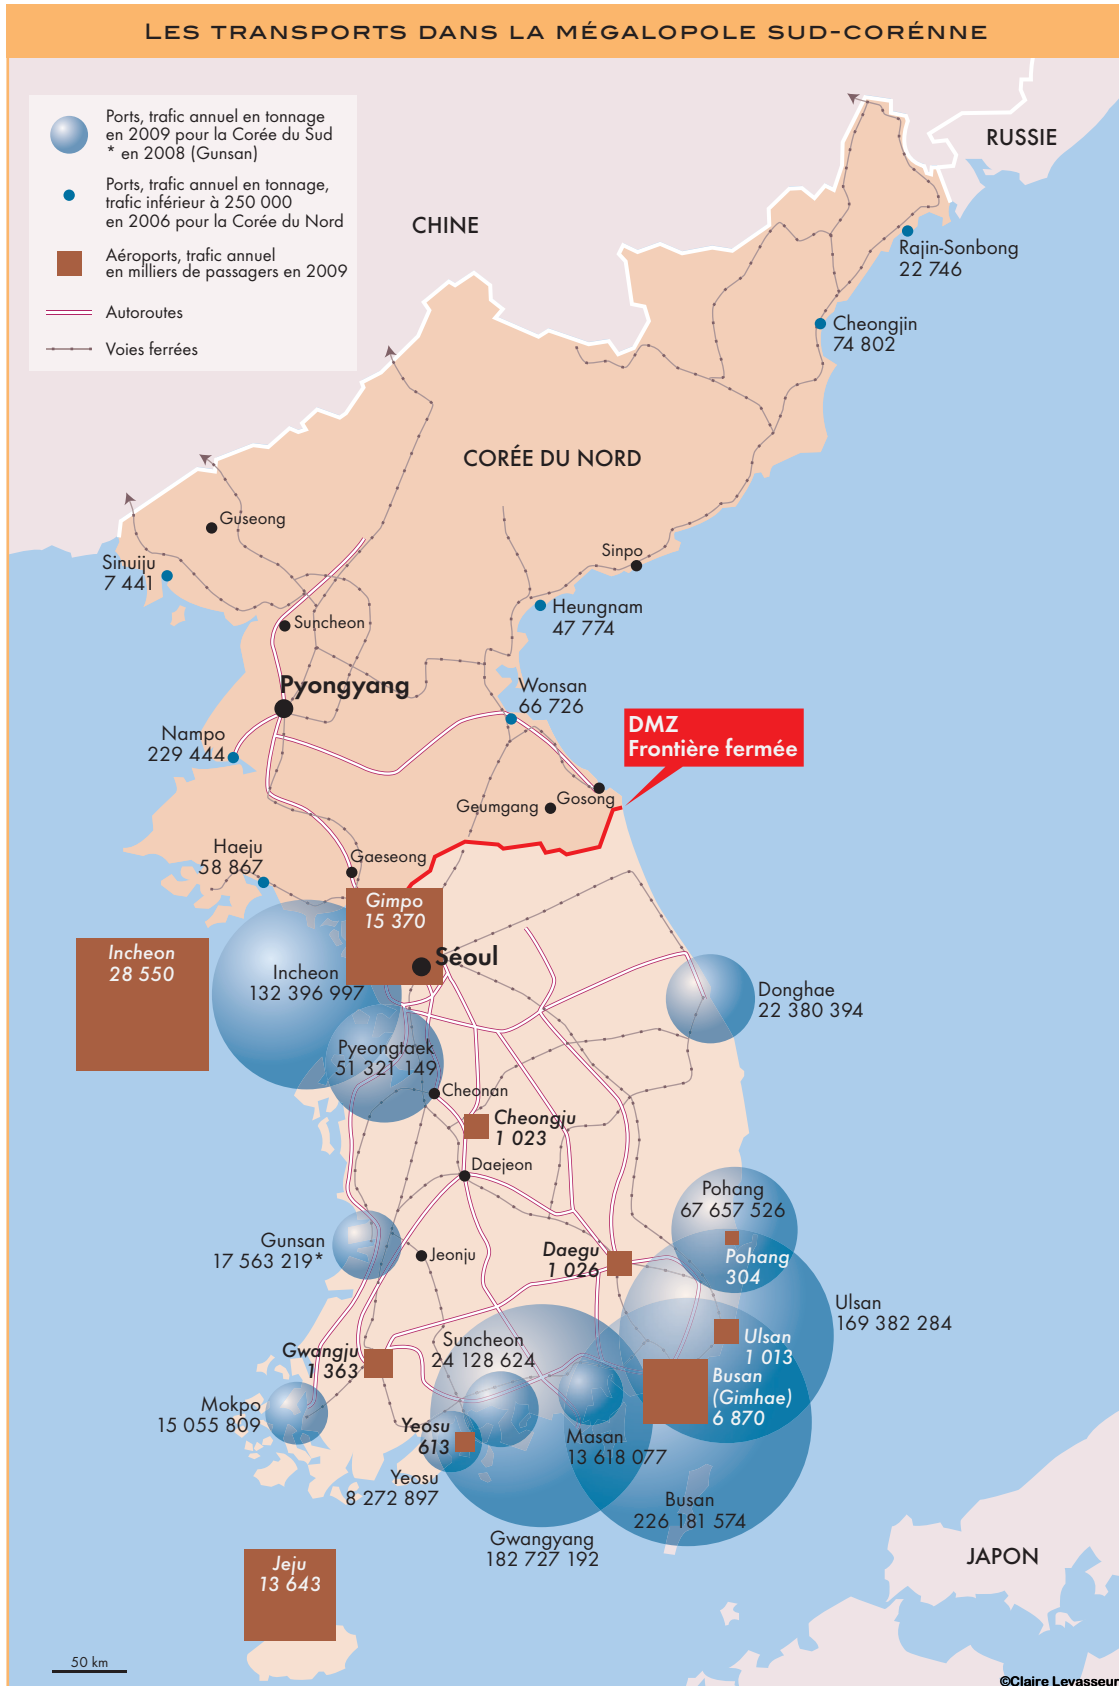 LES TRANSPORTS DANS LA MÉGALOPOLE SUD-CORÉNNE
Ports, trafic annuel en tonnage
en 2009 pour la Corée du Sud
* en 2008 (Gunsan)
Ports, trafic annuel en tonnage,
trafic inférieur à 250 000
en 2006 pour la Corée du Nord
Aéroports, trafic annuel
en milliers de passagers en 2009
Autoroutes
Voies ferrées
RUSSIE
CHINE
Rajin-Sonbong
22 746
Cheongjin
74 802
CORÉE DU NORD
Guseong
Sinuiju
7 441
Sinpo
Heungnam
47 774
Suncheon
Pyongyang
Wonsan
66 726
Nampo
229 444
DMZ
Frontière fermée
Geumgang
Gosong
Haeju
58 867
Gaeseong
Gimpo
15 370
Incheon
28 550
Séoul
Incheon
132 396 997
Donghae
22 380 394
Pyeongtaek
51 321 149
Cheonan
Cheongju
1 023
Daejeon
Pohang
67 657 526
Gunsan
17 563 219*
Jeonju
Daegu
1 026
Pohang
304
Ulsan
169 382 284
Ulsan
1 013
Gwangju
1 363
Suncheon
24 128 624
Busan
(Gimhae)
6 870
Mokpo
15 055 809
Yeosu
613
Masan
13 618 077
Yeosu
8 272 897
Busan
226 181 574
Gwangyang
182 727 192
Jeju
13 643
JAPON
50 km
©Claire Levasseur